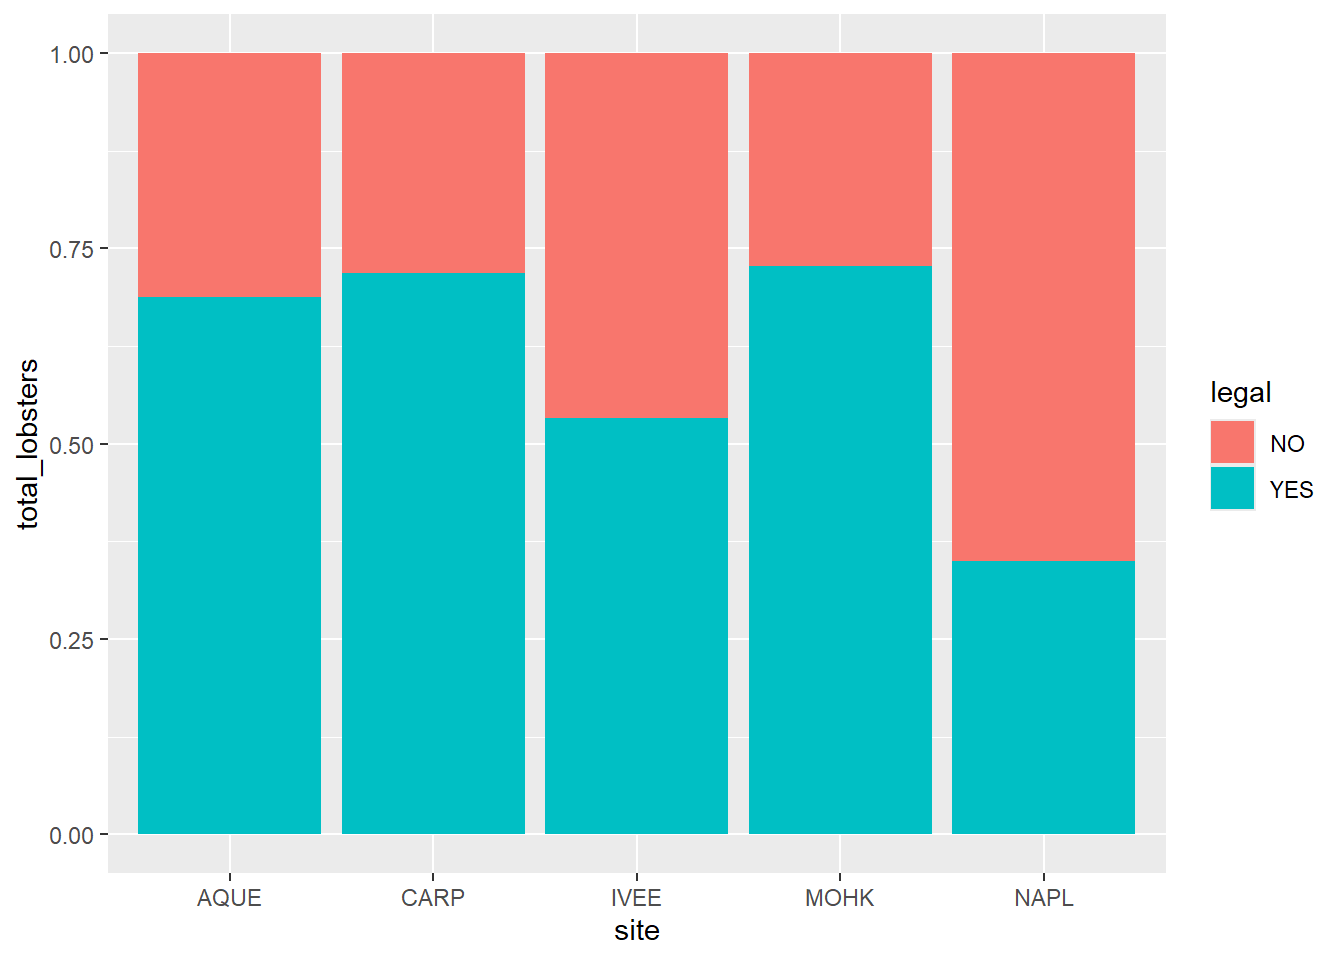 total_lobsters
1.00
0.75
0.50
0.25
0.00
AQUE CARP IVEE MOHK NAPL
site
legal
NO
YES